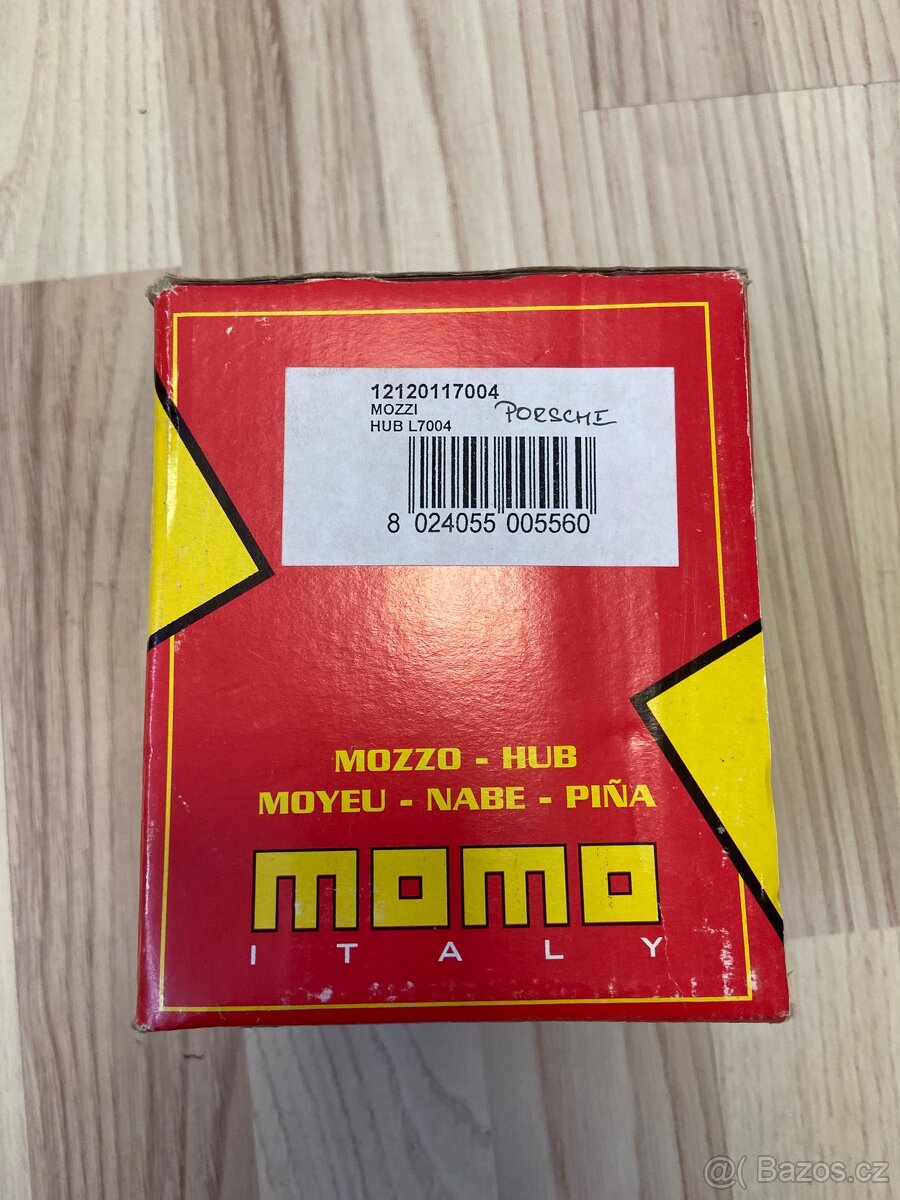 12120117004
MOZZI
HUB L7004
PORSCHE
8 024055 005560
MOZZO - HUB
MOYEU - NABE - PIÑA
momo
ITALY
@( Bazos.cz